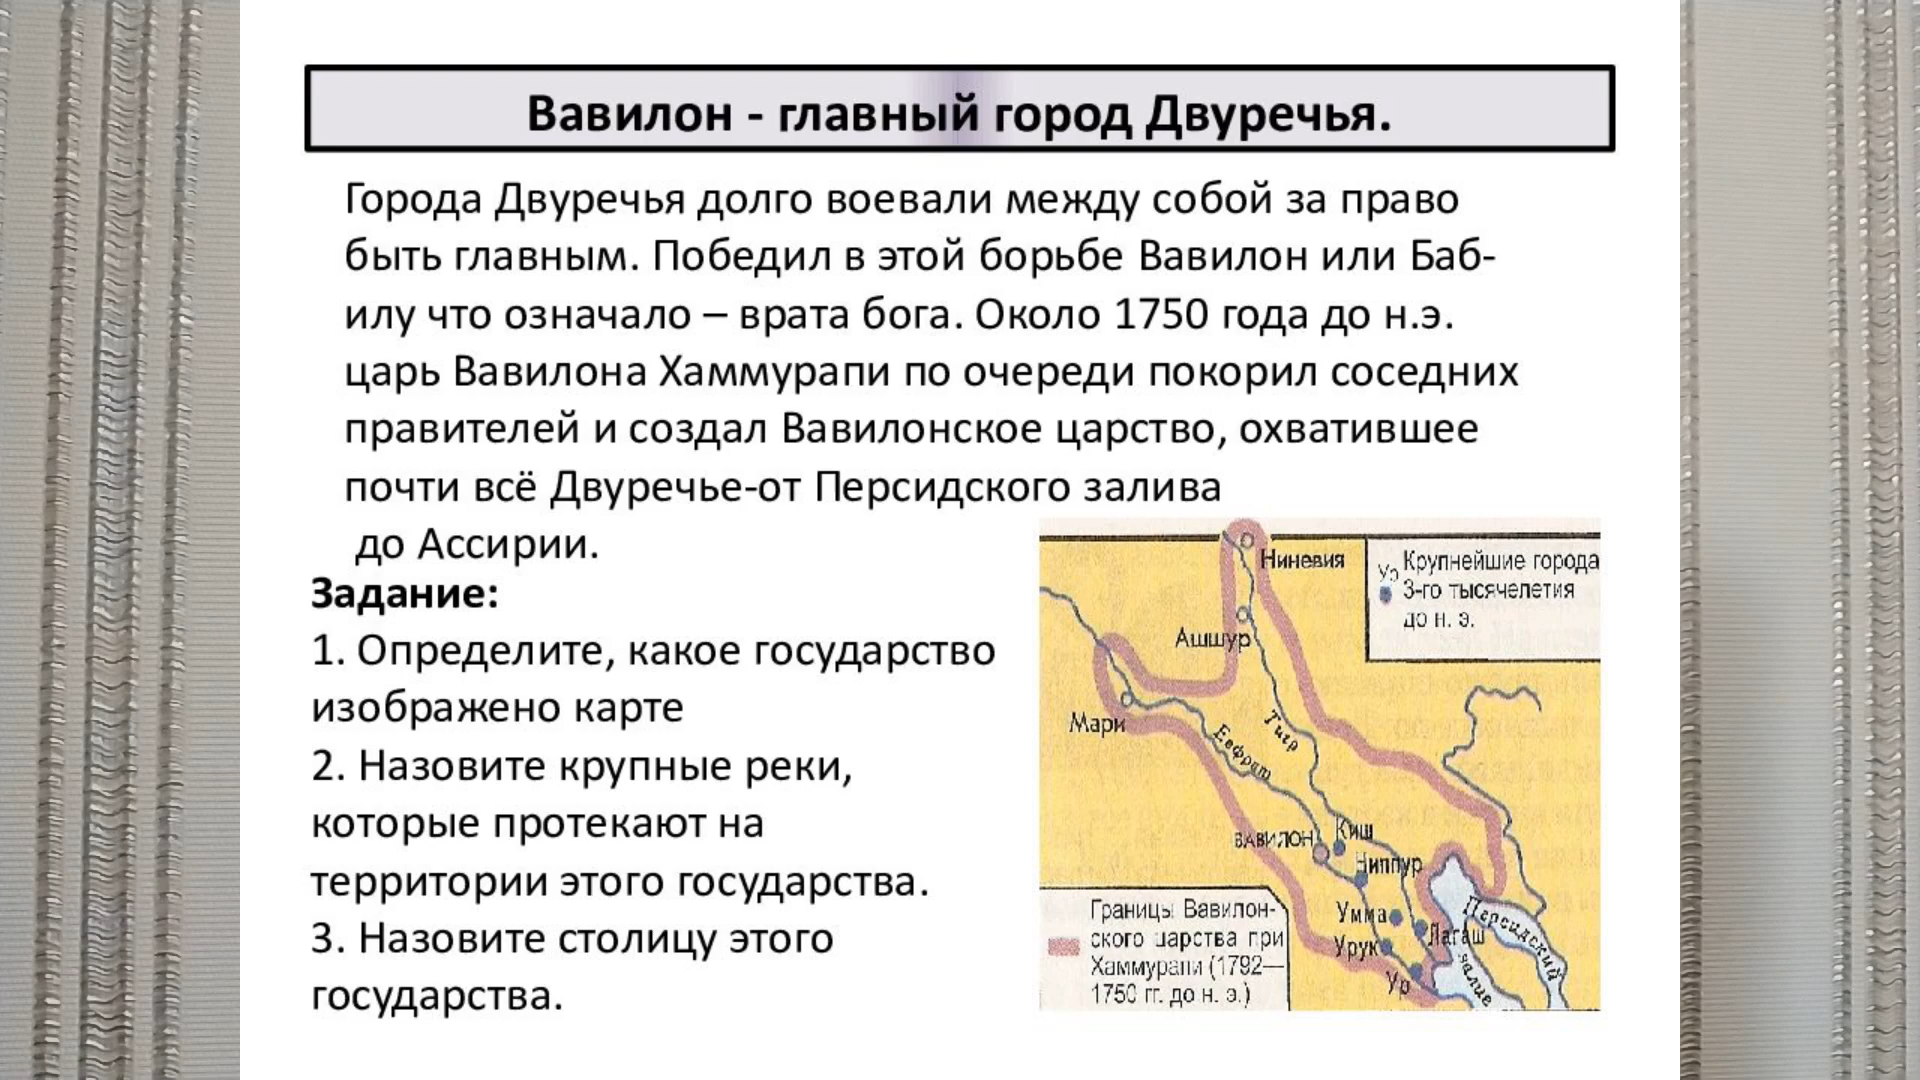 Вавилон - главный город Двуречья.
Города Двуречья долго воевали между собой за право
быть главным. Победил в этой борьбе Вавилон или Баб-
илу что означало – врата бога. Около 1750 года до н.э.
царь Вавилона Хаммурапи по очереди покорил соседних
правителей и создал Вавилонское царство, охватившее
почти всё Двуречье-от Персидского залива
до Ассирии.
Задание:
1. Определите, какое государство
изображено карте
2. Назовите крупные реки,
которые протекают на
территории этого государства.
3. Назовите столицу этого
государства.
Ниневия
Крупнейшие города
3-го тысячелетия
до н. э.
Ашшур
Мари
Тигр
Евфрат
ВАВИЛОН
Киш
Ниппур
Умма
Лагаш
Урук
Ур
Персидский
залив
Границы Вавилон-
ского царства при
Хаммурапи (1792—
1750 гг. до н. э.)